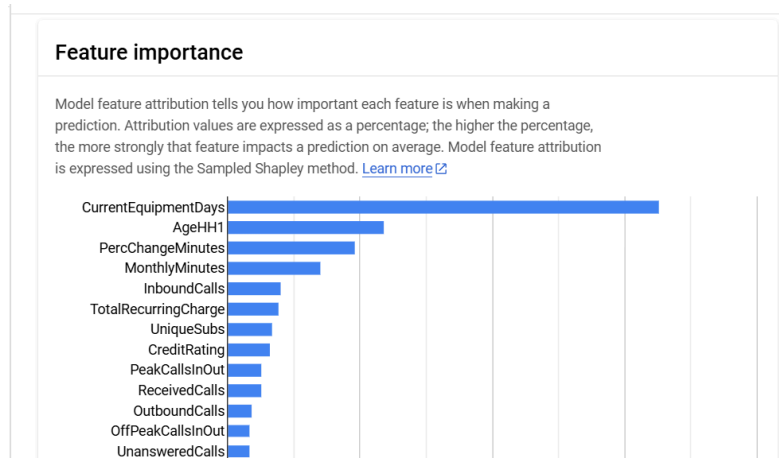 Feature importance
Model feature attribution tells you how important each feature is when making a
prediction. Attribution values are expressed as a percentage; the higher the percentage,
the more strongly that feature impacts a prediction on average. Model feature attribution
is expressed using the Sampled Shapley method. Learn more
CurrentEquipmentDays
AgeHH1
PercChangeMinutes
MonthlyMinutes
InboundCalls
TotalRecurringCharge
UniqueSubs
CreditRating
PeakCallsInOut
ReceivedCalls
OutboundCalls
OffPeakCallsInOut
UnansweredCalls